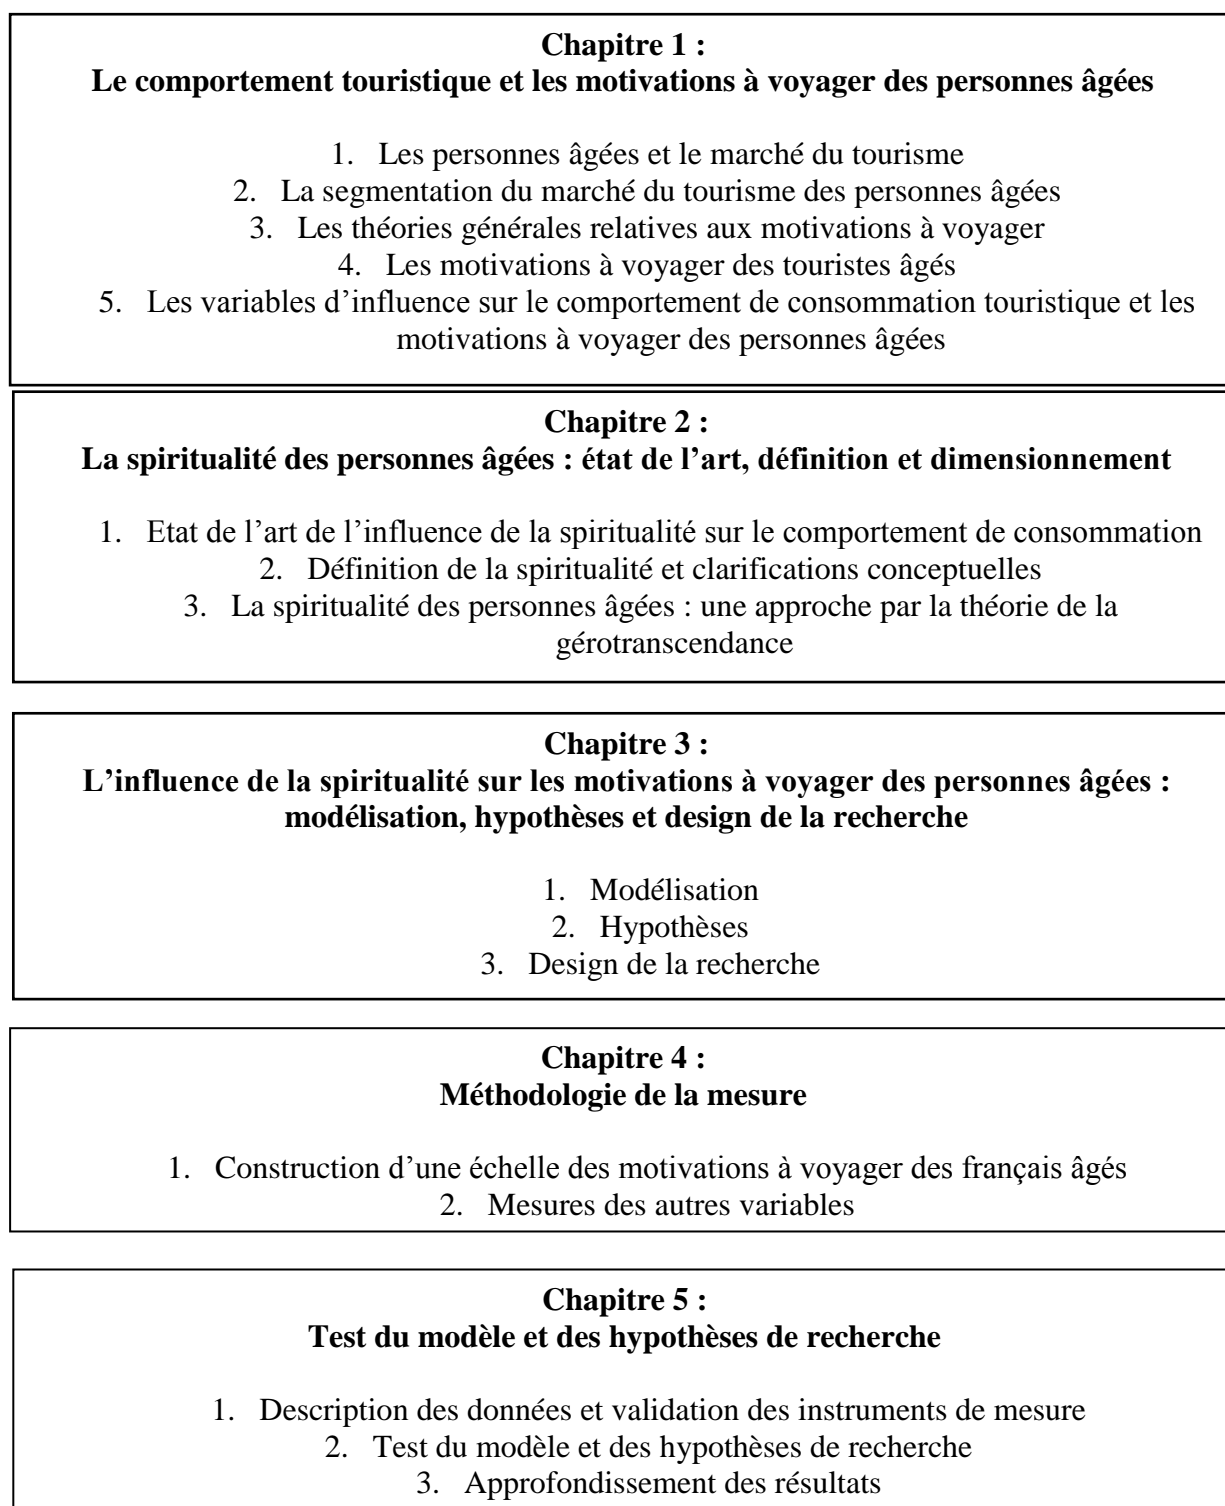 Chapitre 1 :
Le comportement touristique et les motivations à voyager des personnes âgées
1. Les personnes âgées et le marché du tourisme
2. La segmentation du marché du tourisme des personnes âgées
3. Les théories générales relatives aux motivations à voyager
4. Les motivations à voyager des touristes âgés
5. Les variables d’influence sur le comportement de consommation touristique et les
motivations à voyager des personnes âgées
Chapitre 2 :
La spiritualité des personnes âgées : état de l’art, définition et dimensionnement
1. Etat de l’art de l’influence de la spiritualité sur le comportement de consommation
2. Définition de la spiritualité et clarifications conceptuelles
3. La spiritualité des personnes âgées : une approche par la théorie de la
gérotranscendance
Chapitre 3 :
L’influence de la spiritualité sur les motivations à voyager des personnes âgées :
modélisation, hypothèses et design de la recherche
1. Modélisation
2. Hypothèses
3. Design de la recherche
Chapitre 4 :
Méthodologie de la mesure
1. Construction d’une échelle des motivations à voyager des français âgés
2. Mesures des autres variables
Chapitre 5 :
Test du modèle et des hypothèses de recherche
1. Description des données et validation des instruments de mesure
2. Test du modèle et des hypothèses de recherche
3. Approfondissement des résultats